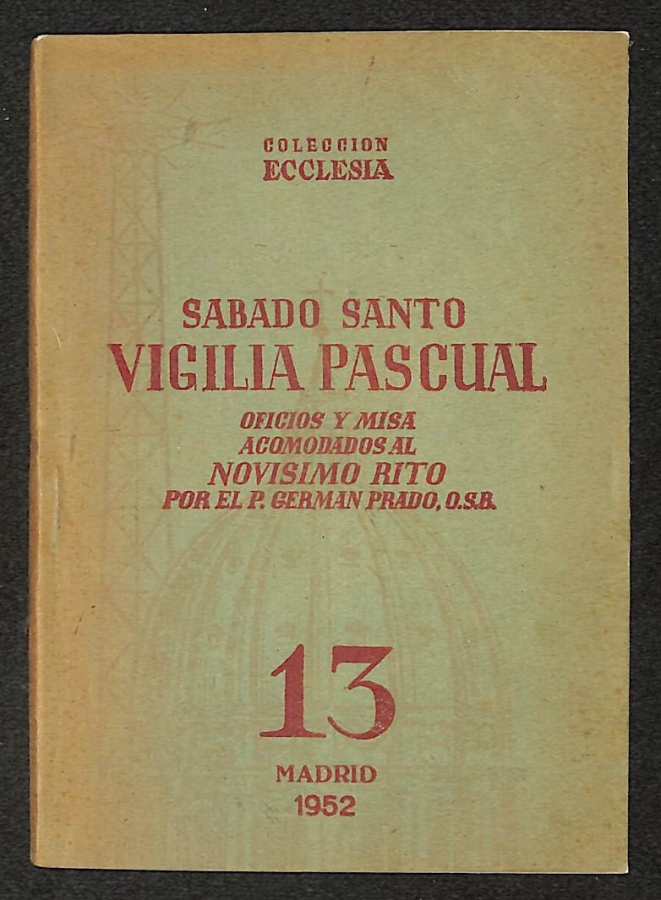 COLECCION
ECCLESIA
SABADO SANTO
VIGILIA PASCUAL
OFICIOS Y MISA
ACOMODADOS AL
NOVISIMO RITO
POR EL P. GERMAN PRADO, O.S.B.
13
MADRID
1952